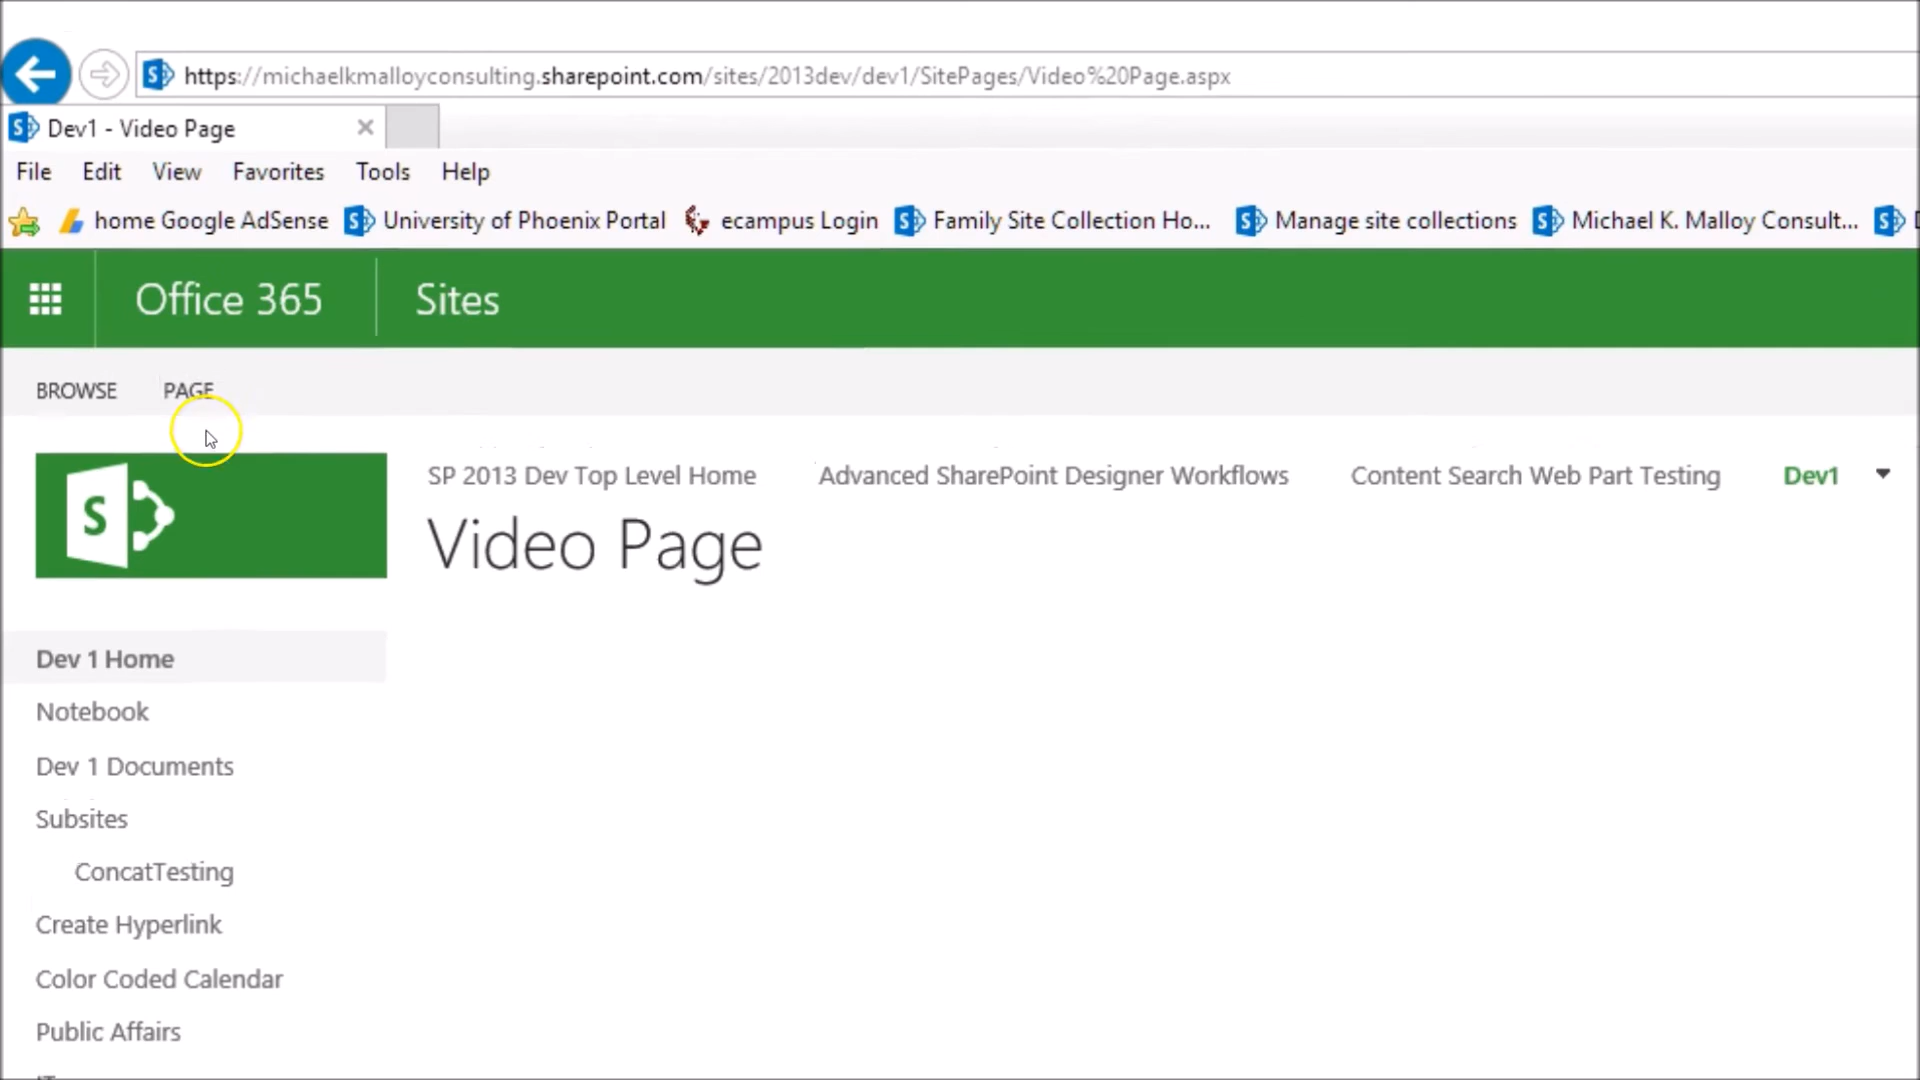 https://michaelkmalloyconsulting.sharepoint.com/sites/2013dev/dev1/SitePages/Video%20Page.aspx
Dev1 - Video Page
File Edit View Favorites Tools Help
home Google AdSense University of Phoenix Portal ecampus Login Family Site Collection Ho... Manage site collections Michael K. Malloy Consult...
Office 365 Sites
BROWSE PAGE
SP 2013 Dev Top Level Home Advanced SharePoint Designer Workflows Content Search Web Part Testing Dev1
Video Page
Dev 1 Home
Notebook
Dev 1 Documents
Subsites
ConcatTesting
Create Hyperlink
Color Coded Calendar
Public Affairs